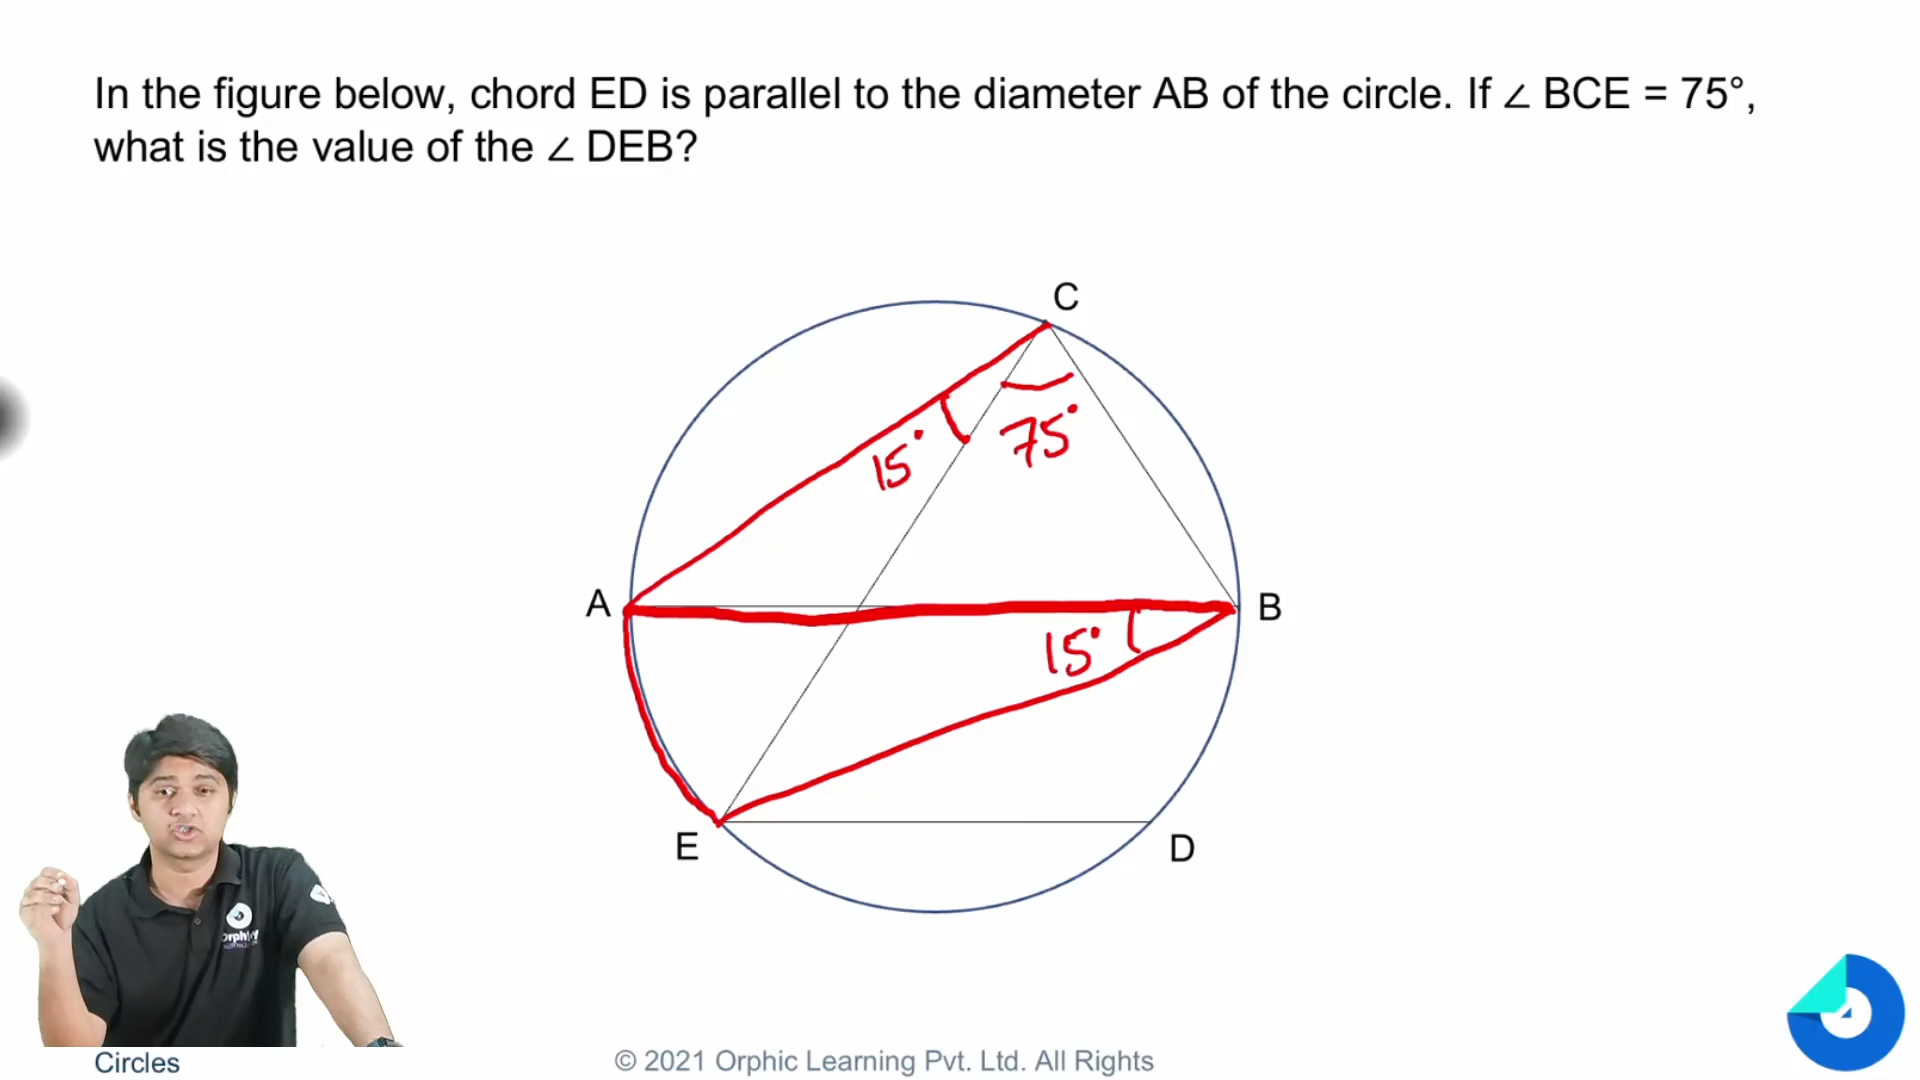 In the figure below, chord ED is parallel to the diameter AB of the circle. If ∠ BCE = 75°,
what is the value of the ∠ DEB?
C
15° 75°
A
B
15°
E
D
Circles
© 2021 Orphic Learning Pvt. Ltd. All Rights